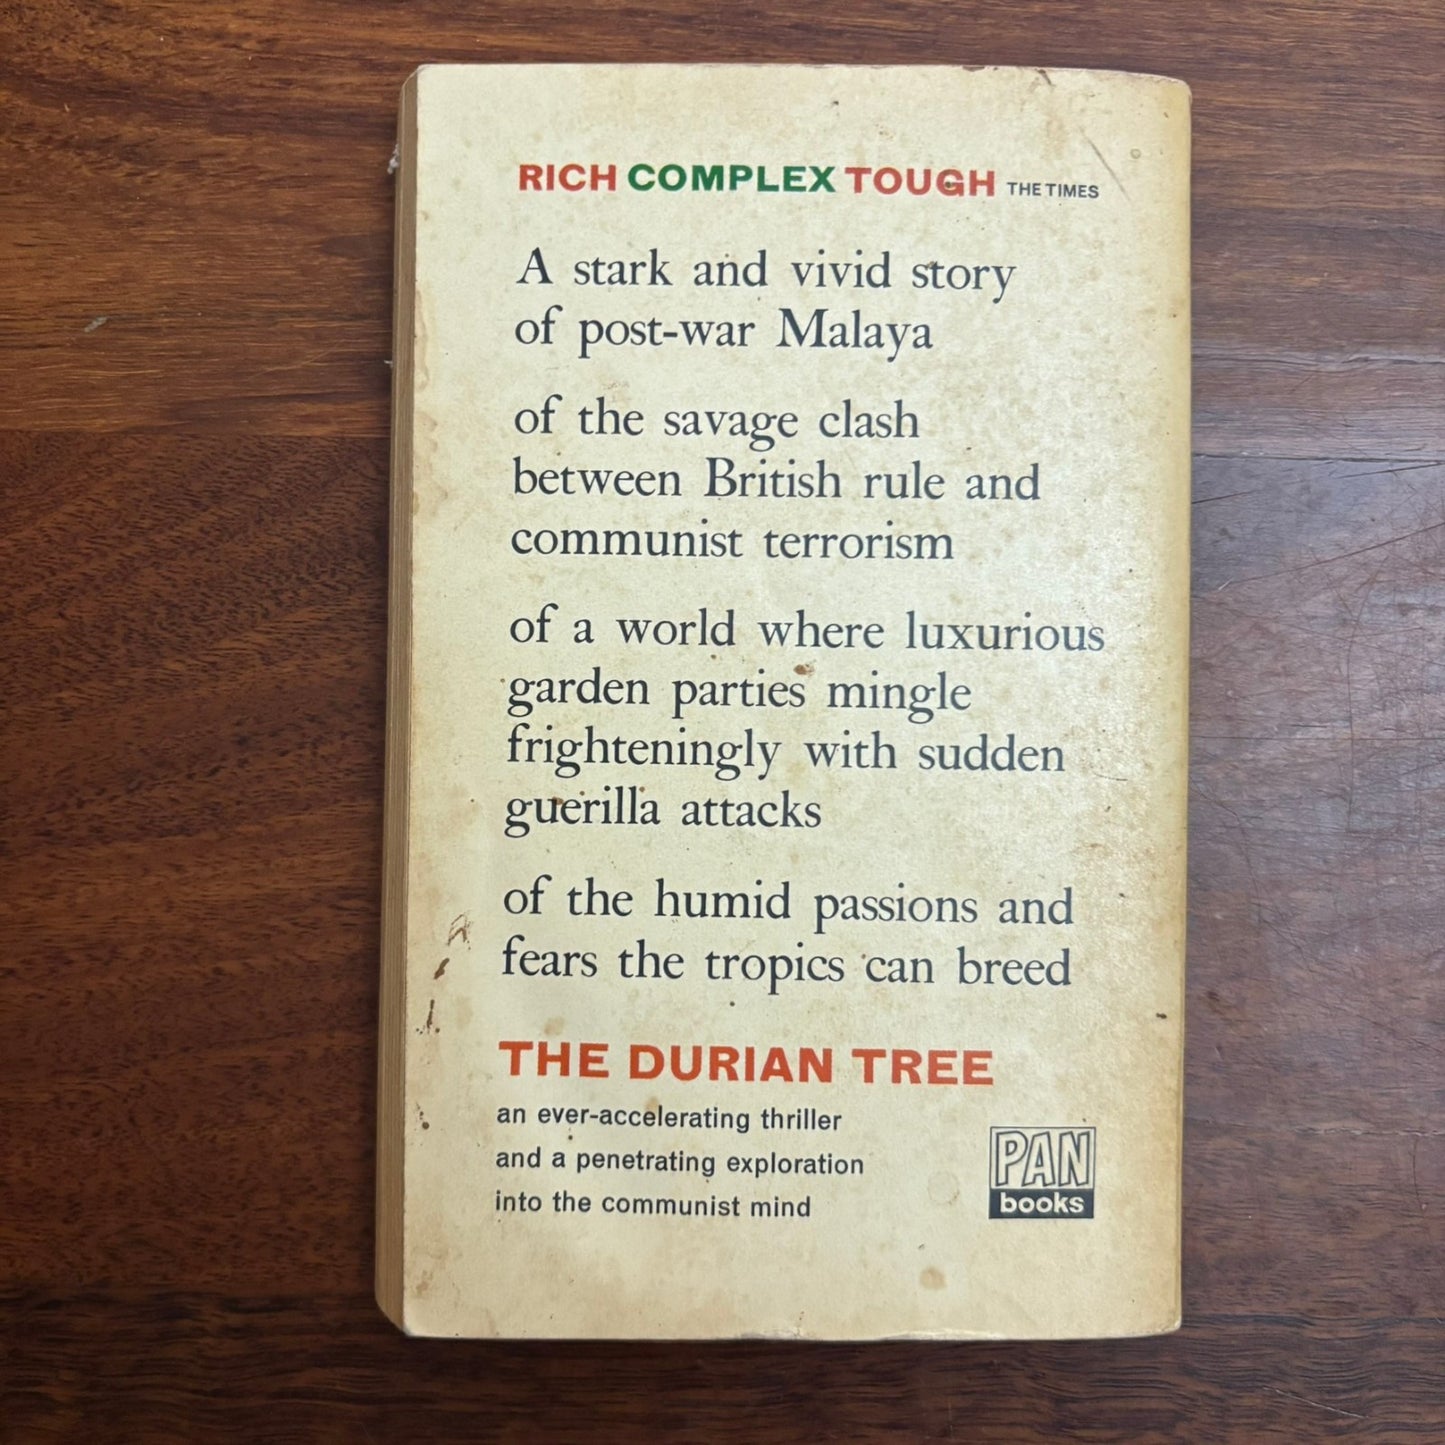 RICH COMPLEX TOUGH THE TIMES
A stark and vivid story
of post-war Malaya
of the savage clash
between British rule and
communist terrorism
of a world where luxurious
garden parties mingle
frighteningly with sudden
guerilla attacks
of the humid passions and
fears the tropics can breed
THE DURIAN TREE
an ever-accelerating thriller
and a penetrating exploration
into the communist mind
PAN
books